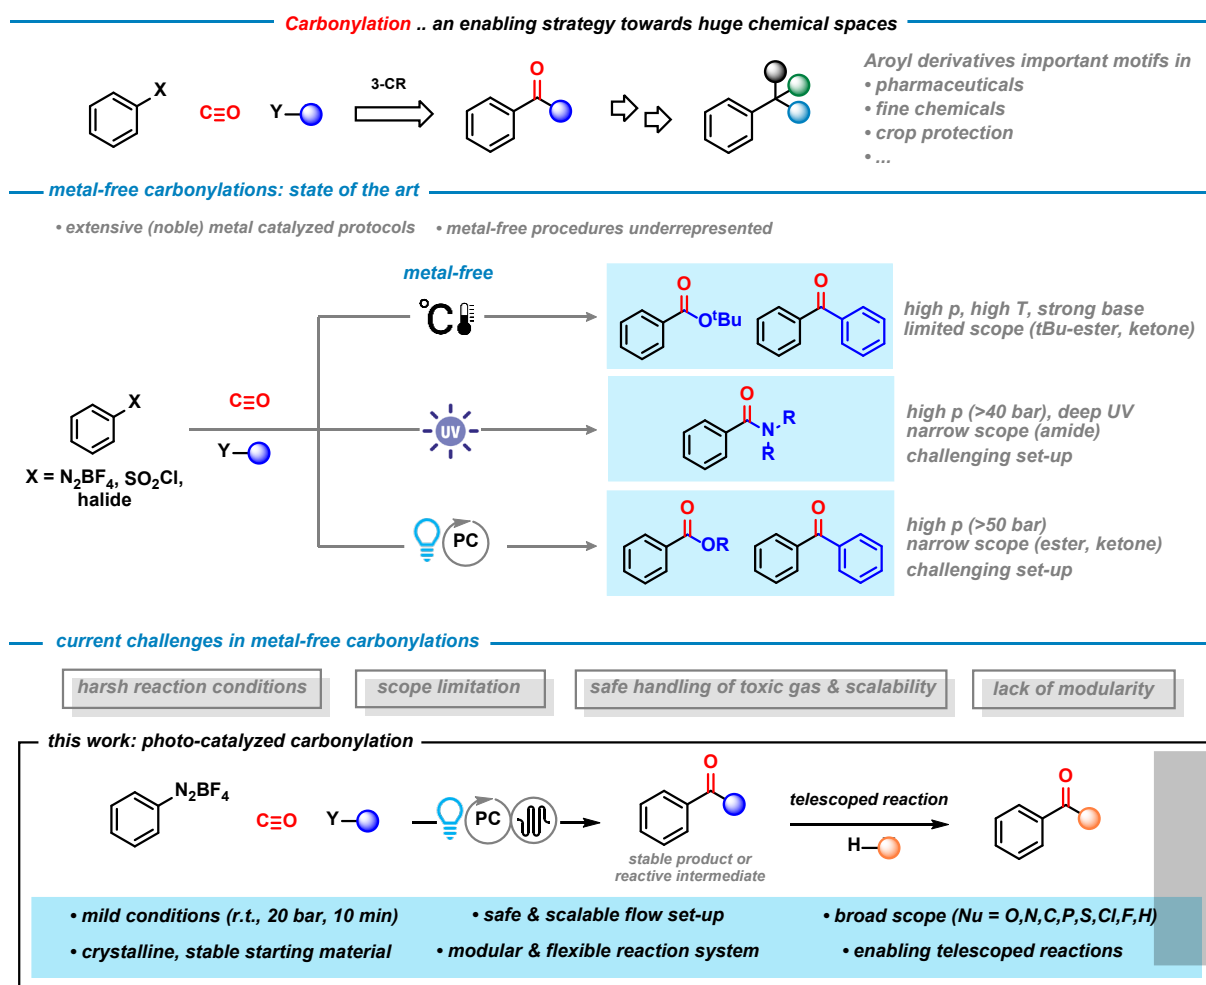 Carbonylation .. an enabling strategy towards huge chemical spaces
X
C≡O
Y
3-CR
O
Aroyl derivatives important motifs in
• pharmaceuticals
• fine chemicals
• crop protection
• ...
metal-free carbonylations: state of the art
• extensive (noble) metal catalyzed protocols • metal-free procedures underrepresented
metal-free
°C
O
OᵗBu
O
high p, high T, strong base
limited scope (tBu-ester, ketone)
X
C≡O
Y
X = N₂BF₄, SO₂Cl,
halide
UV
O
N
R
R
high p (>40 bar), deep UV
narrow scope (amide)
challenging set-up
PC
O
OR
O
high p (>50 bar)
narrow scope (ester, ketone)
challenging set-up
current challenges in metal-free carbonylations
harsh reaction conditions
scope limitation
safe handling of toxic gas & scalability
lack of modularity
this work: photo-catalyzed carbonylation
N₂BF₄
C≡O
Y
PC
O
stable product or
reactive intermediate
telescoped reaction
H
O
• mild conditions (r.t., 20 bar, 10 min)
• safe & scalable flow set-up
• broad scope (Nu = O,N,C,P,S,Cl,F,H)
• crystalline, stable starting material
• modular & flexible reaction system
• enabling telescoped reactions